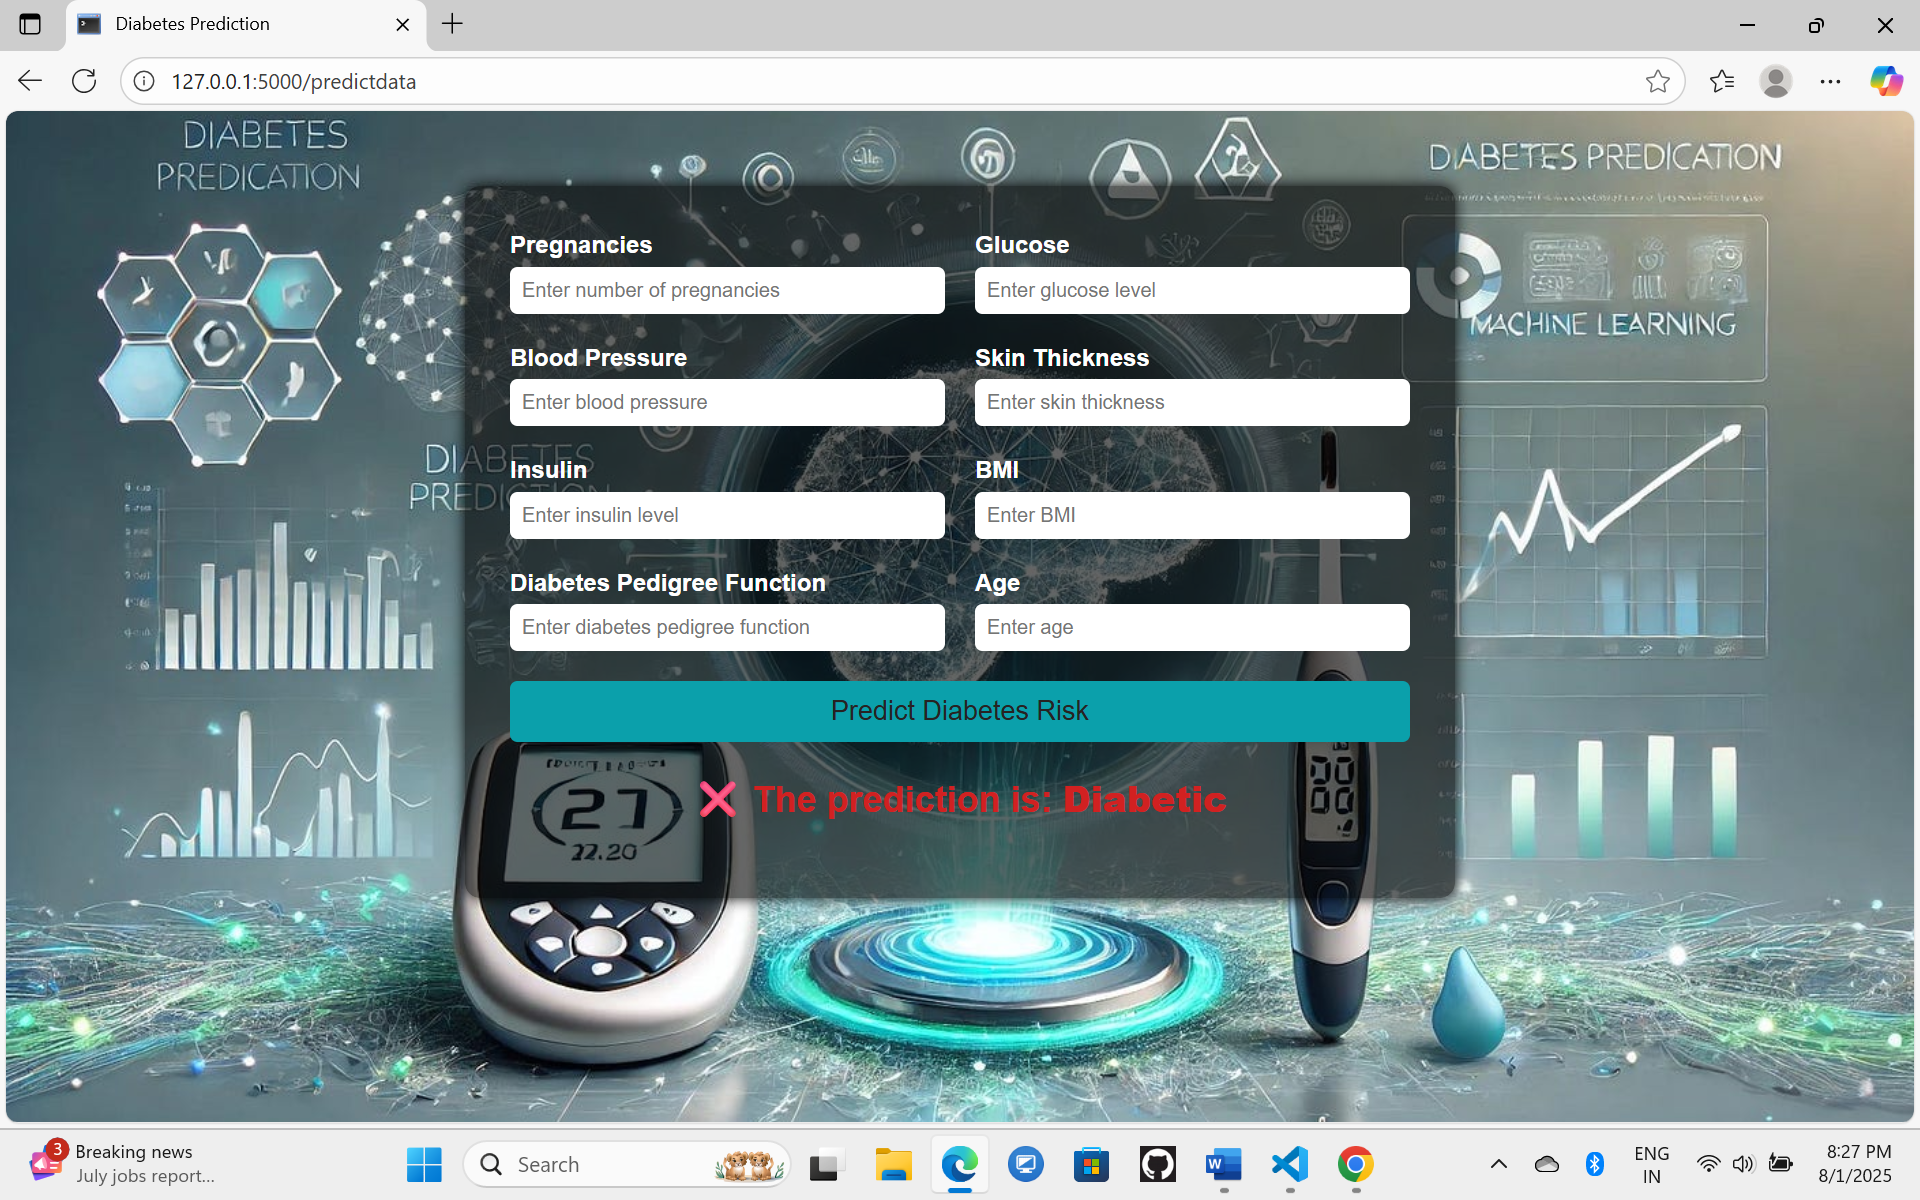 Diabetes Prediction
127.0.0.1:5000/predictdata
DIABETES
PREDICATION
DIABETES PREDICATION
MACHINE LEARNING
Pregnancies
Enter number of pregnancies
Glucose
Enter glucose level
Blood Pressure
Enter blood pressure
Skin Thickness
Enter skin thickness
DIABETES
Insulin
Enter insulin level
BMI
Enter BMI
Diabetes Pedigree Function
Enter diabetes pedigree function
Age
Enter age
Predict Diabetes Risk
27
22.20
❌ The prediction is: Diabetic
3
Breaking news
July jobs report...
Search
W
ENG
IN
8:27 PM
8/1/2025